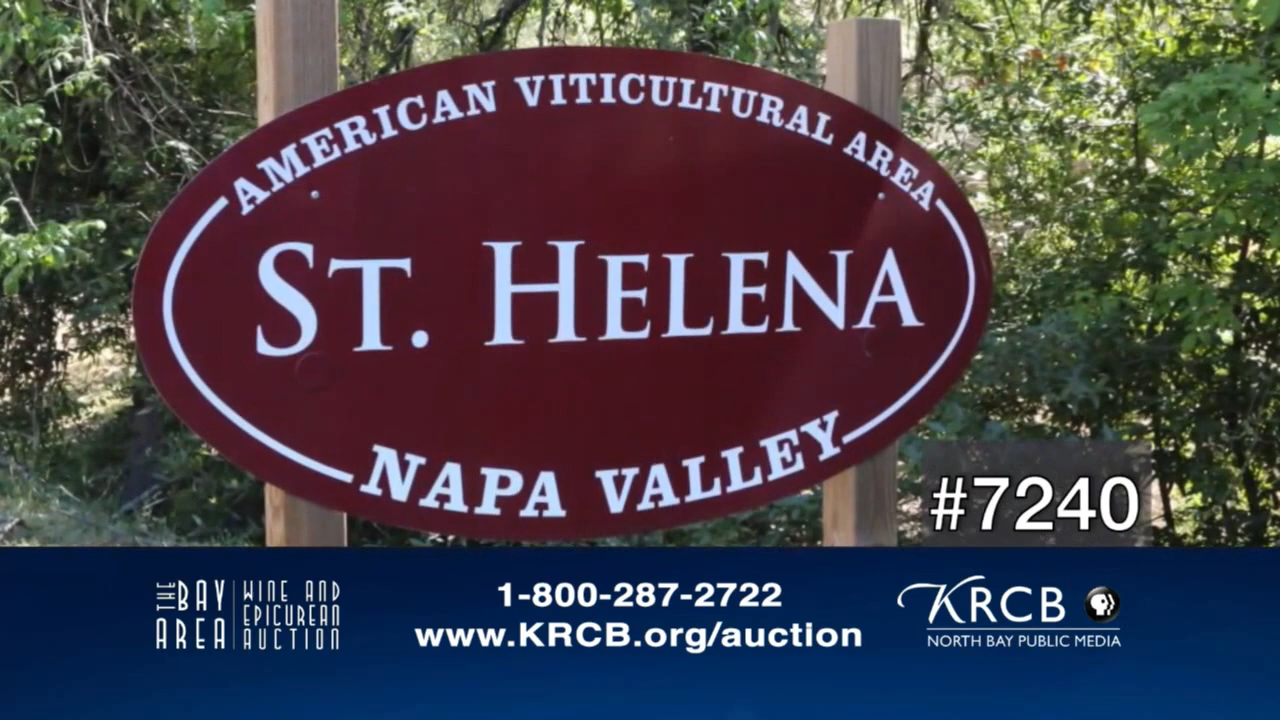 AMERICAN VITICULTURAL AREA
ST. HELENA
NAPA VALLEY
#7240
THE BAY AREA
WINE AND
EPICUREAN
AUCTION
1-800-287-2722
www.KRCB.org/auction
KRCB
NORTH BAY PUBLIC MEDIA